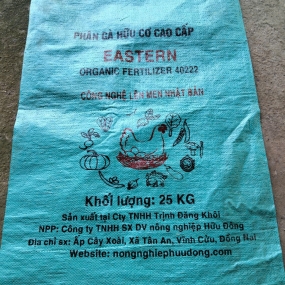 PHÂN GÀ HỮU CƠ CAO CẤP
EASTERN
ORGANIC FERTILIZER 40222
CÔNG NGHỆ LÊN MEN NHẬT BẢN
Khối lượng: 25 KG
Sản xuất tại Cty TNHH Trịnh Đăng Khôi
NPP: Công ty TNHH SX DV nông nghiệp Hữu Đông
Địa chỉ sx: Ấp Cây Xoài, Xã Tân An, Vĩnh Cửu, Đồng Nai
Website: nongnghiephuudong.com